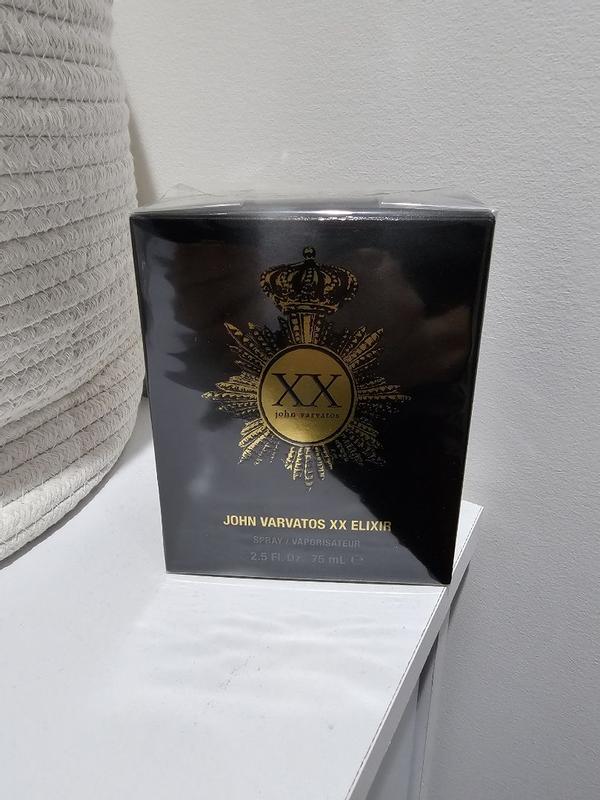 XX
john varvatos
JOHN VARVATOS XX ELIXIR
SPRAY / VAPORISATEUR
2.5 Fl. Oz. 75 mL ℮